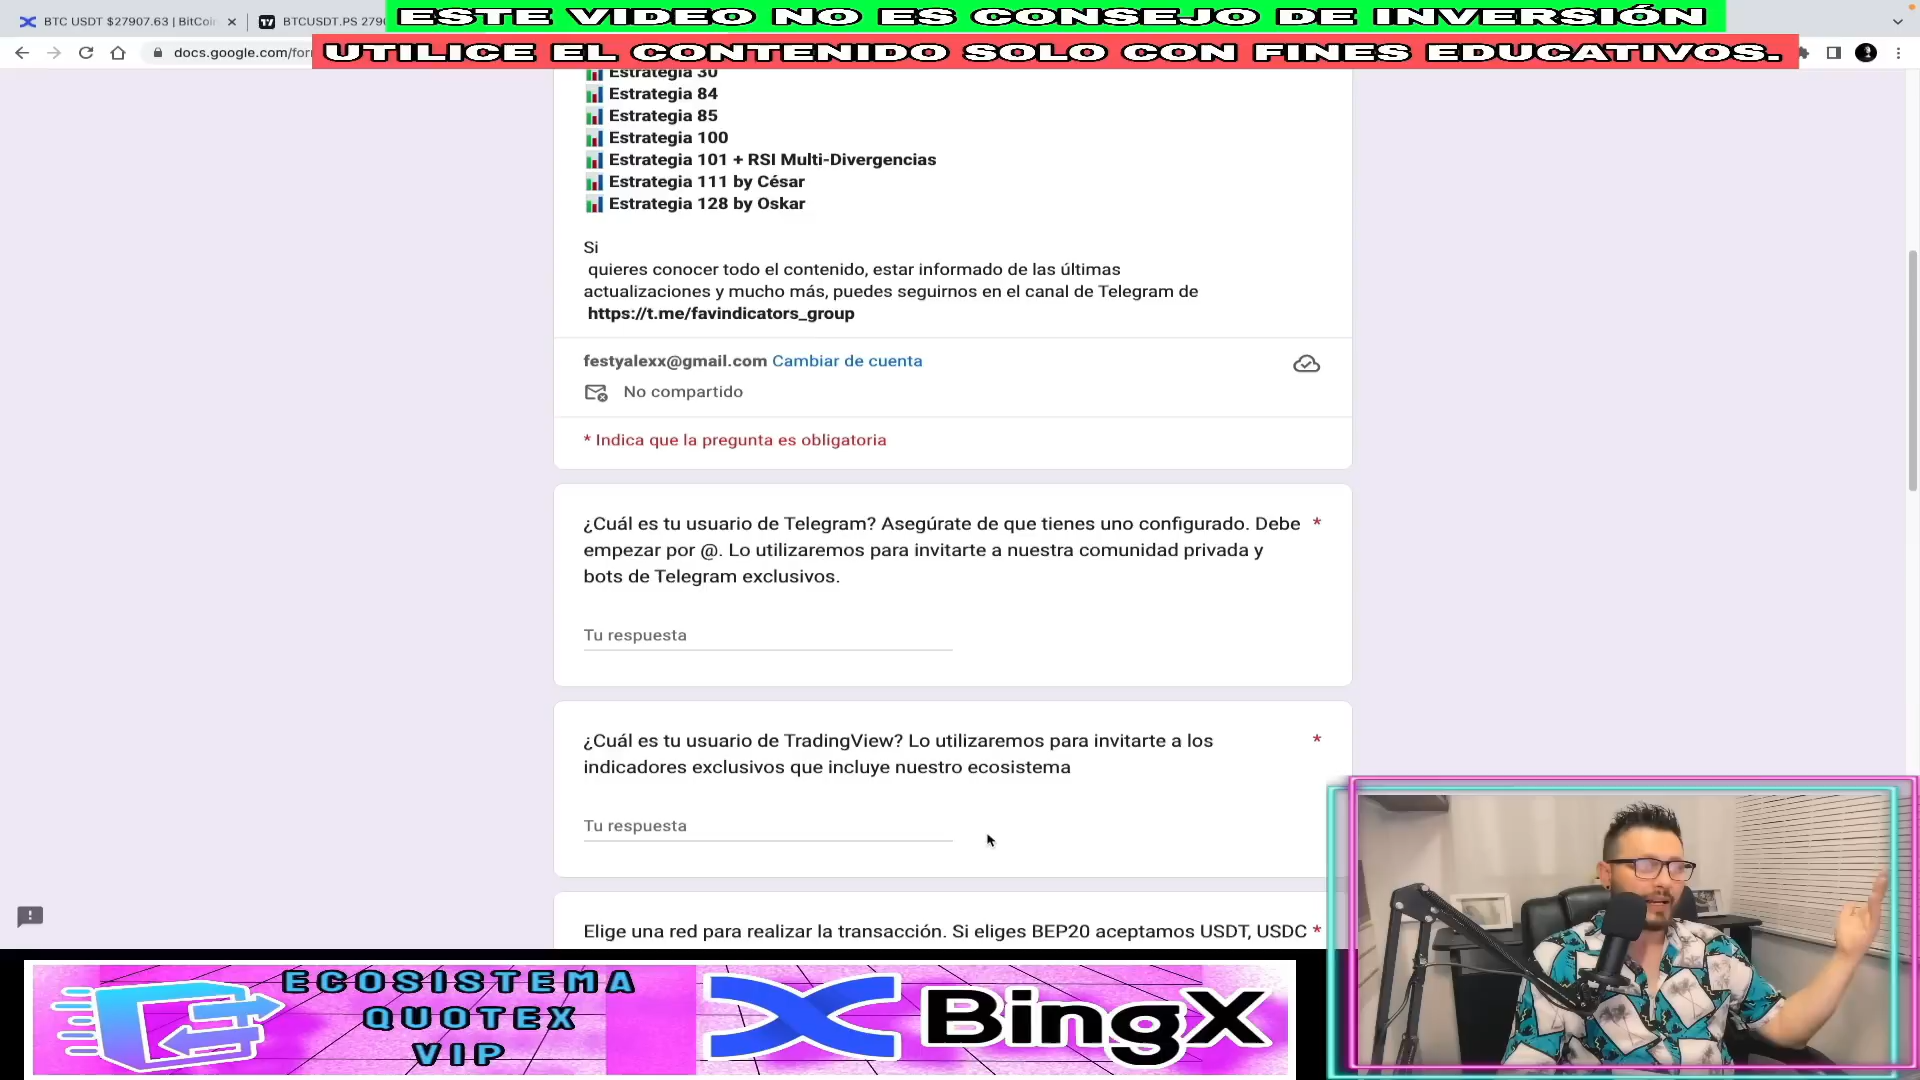 BTC USDT $27907.63 | BitCoin
BTCUSDT.PS 2790
ESTE VIDEO NO ES CONSEJO DE INVERSIÓN
docs.google.com/for
UTILICE EL CONTENIDO SOLO CON FINES EDUCATIVOS.
Estrategia 30
Estrategia 84
Estrategia 85
Estrategia 100
Estrategia 101 + RSI Multi-Divergencias
Estrategia 111 by César
Estrategia 128 by Oskar
Si
quieres conocer todo el contenido, estar informado de las últimas
actualizaciones y mucho más, puedes seguirnos en el canal de Telegram de
https://t.me/favindicators_group
festyalexx@gmail.com Cambiar de cuenta
No compartido
* Indica que la pregunta es obligatoria
¿Cuál es tu usuario de Telegram? Asegúrate de que tienes uno configurado. Debe *
empezar por @. Lo utilizaremos para invitarte a nuestra comunidad privada y
bots de Telegram exclusivos.
Tu respuesta
¿Cuál es tu usuario de TradingView? Lo utilizaremos para invitarte a los *
indicadores exclusivos que incluye nuestro ecosistema
Tu respuesta
Elige una red para realizar la transacción. Si eliges BEP20 aceptamos USDT, USDC *
ECOSISTEMA
QUOTEX
VIP
BingX